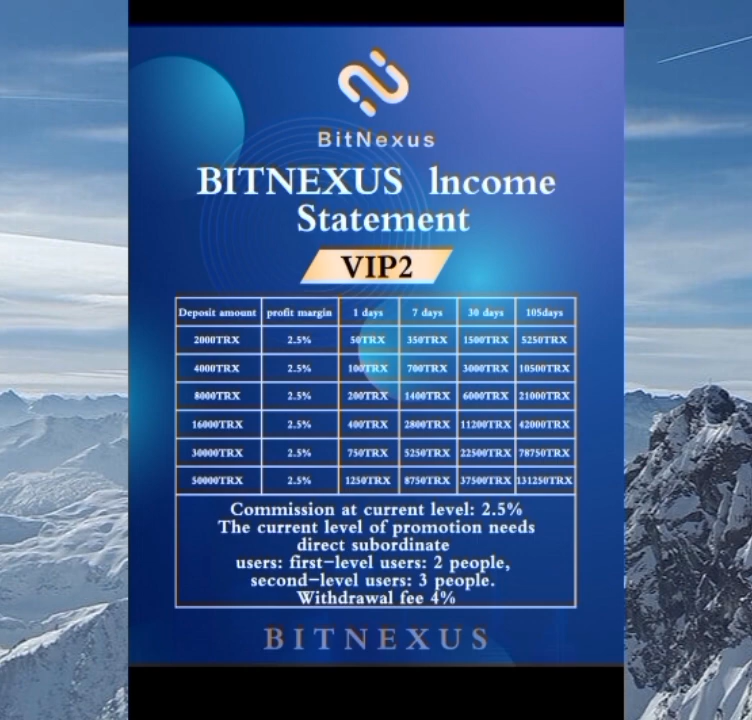 BitNexus
BITNEXUS Income
Statement
VIP2
Deposit amount profit margin 1 days 7 days 30 days 105days
2000TRX 2.5% 50TRX 350TRX 1500TRX 5250TRX
4000TRX 2.5% 100TRX 700TRX 3000TRX 10500TRX
8000TRX 2.5% 200TRX 1400TRX 6000TRX 21000TRX
16000TRX 2.5% 400TRX 2800TRX 11200TRX 42000TRX
30000TRX 2.5% 750TRX 5250TRX 22500TRX 78750TRX
50000TRX 2.5% 1250TRX 8750TRX 37500TRX 131250TRX
Commission at current level: 2.5%
The current level of promotion needs
direct subordinate
users: first-level users: 2 people,
second-level users: 3 people.
Withdrawal fee 4%
BITNEXUS